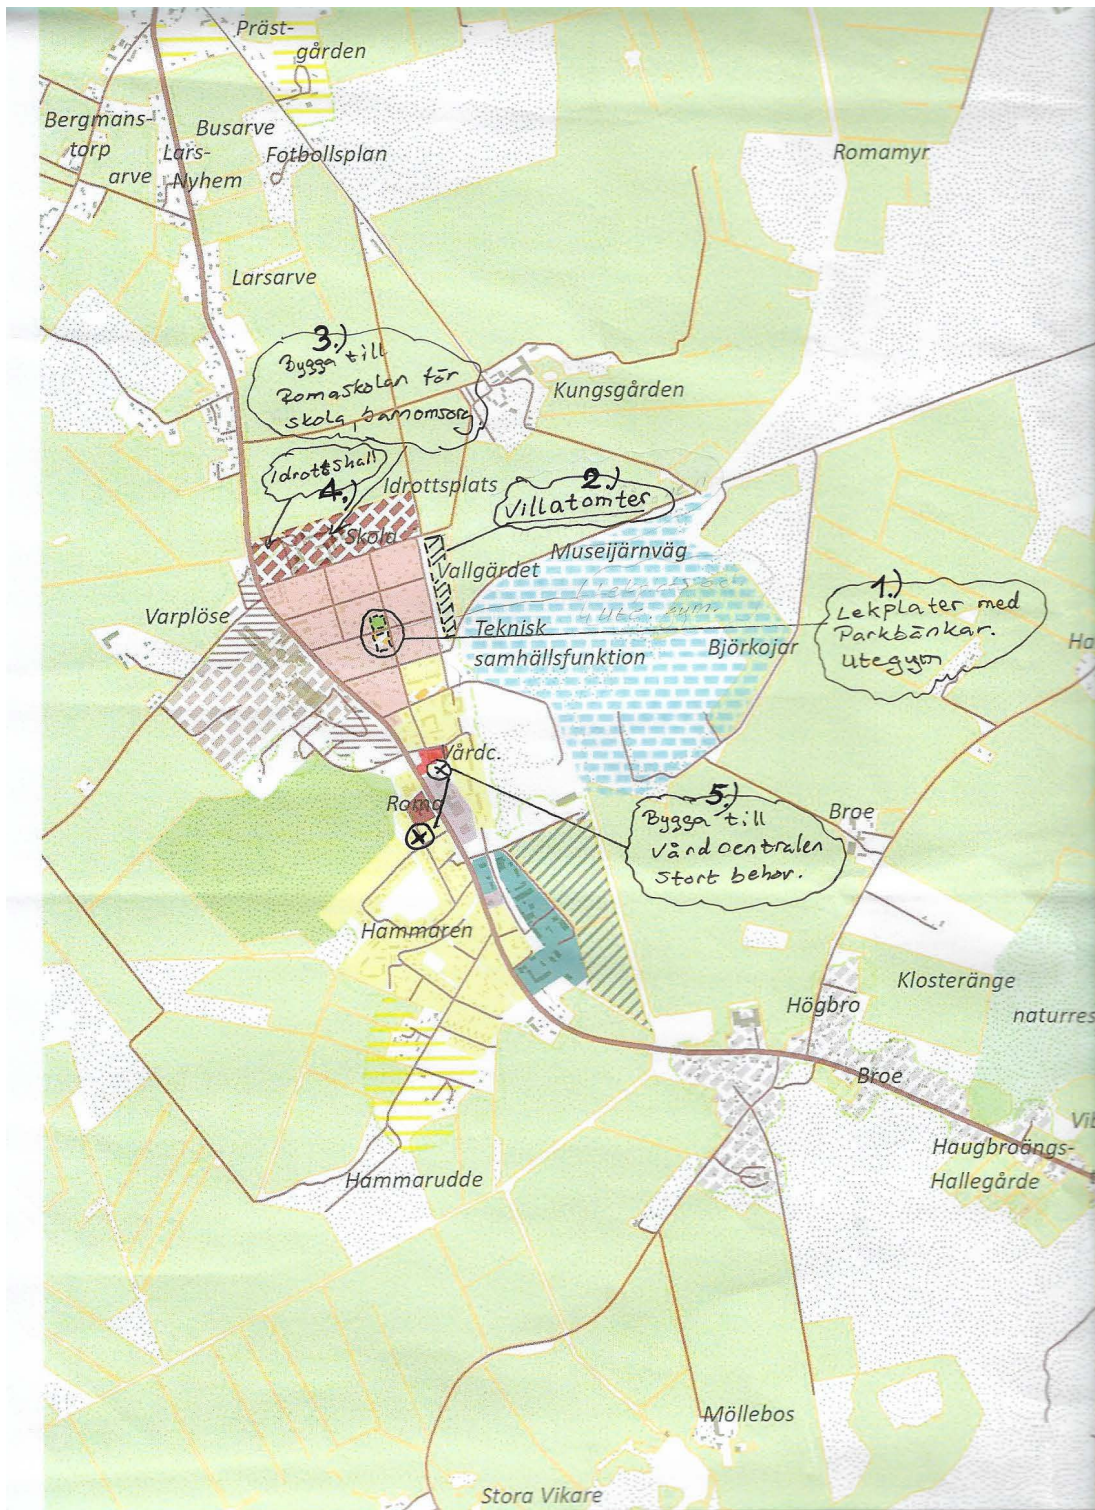 Präst-
gården
Bergmans-
torp
arve
Lars-
Nyhem
Busarve
Fotbollsplan
Romamyr
Larsarve
3.)
Bygga till
Romaskolan för
skola, barnomsorg
Kungsgården
Idrottshall
4.)
Idrottsplats
2.)
Villatomter
Museijärnväg
Vallgärdet
Varplöse
Teknisk
samhällsfunktion
Björkojar
1.)
Lekplater med
Parkbänkar.
Utegym
Ha
Vårdc.
Roma
5.)
Bygga till
Vårdcentralen
Stort behov.
Broe
Hammaren
Klosteränge
naturres
Högbro
Broe
Haugbroängs-
Hallegårde
Hammarudde
Möllebos
Stora Vikare